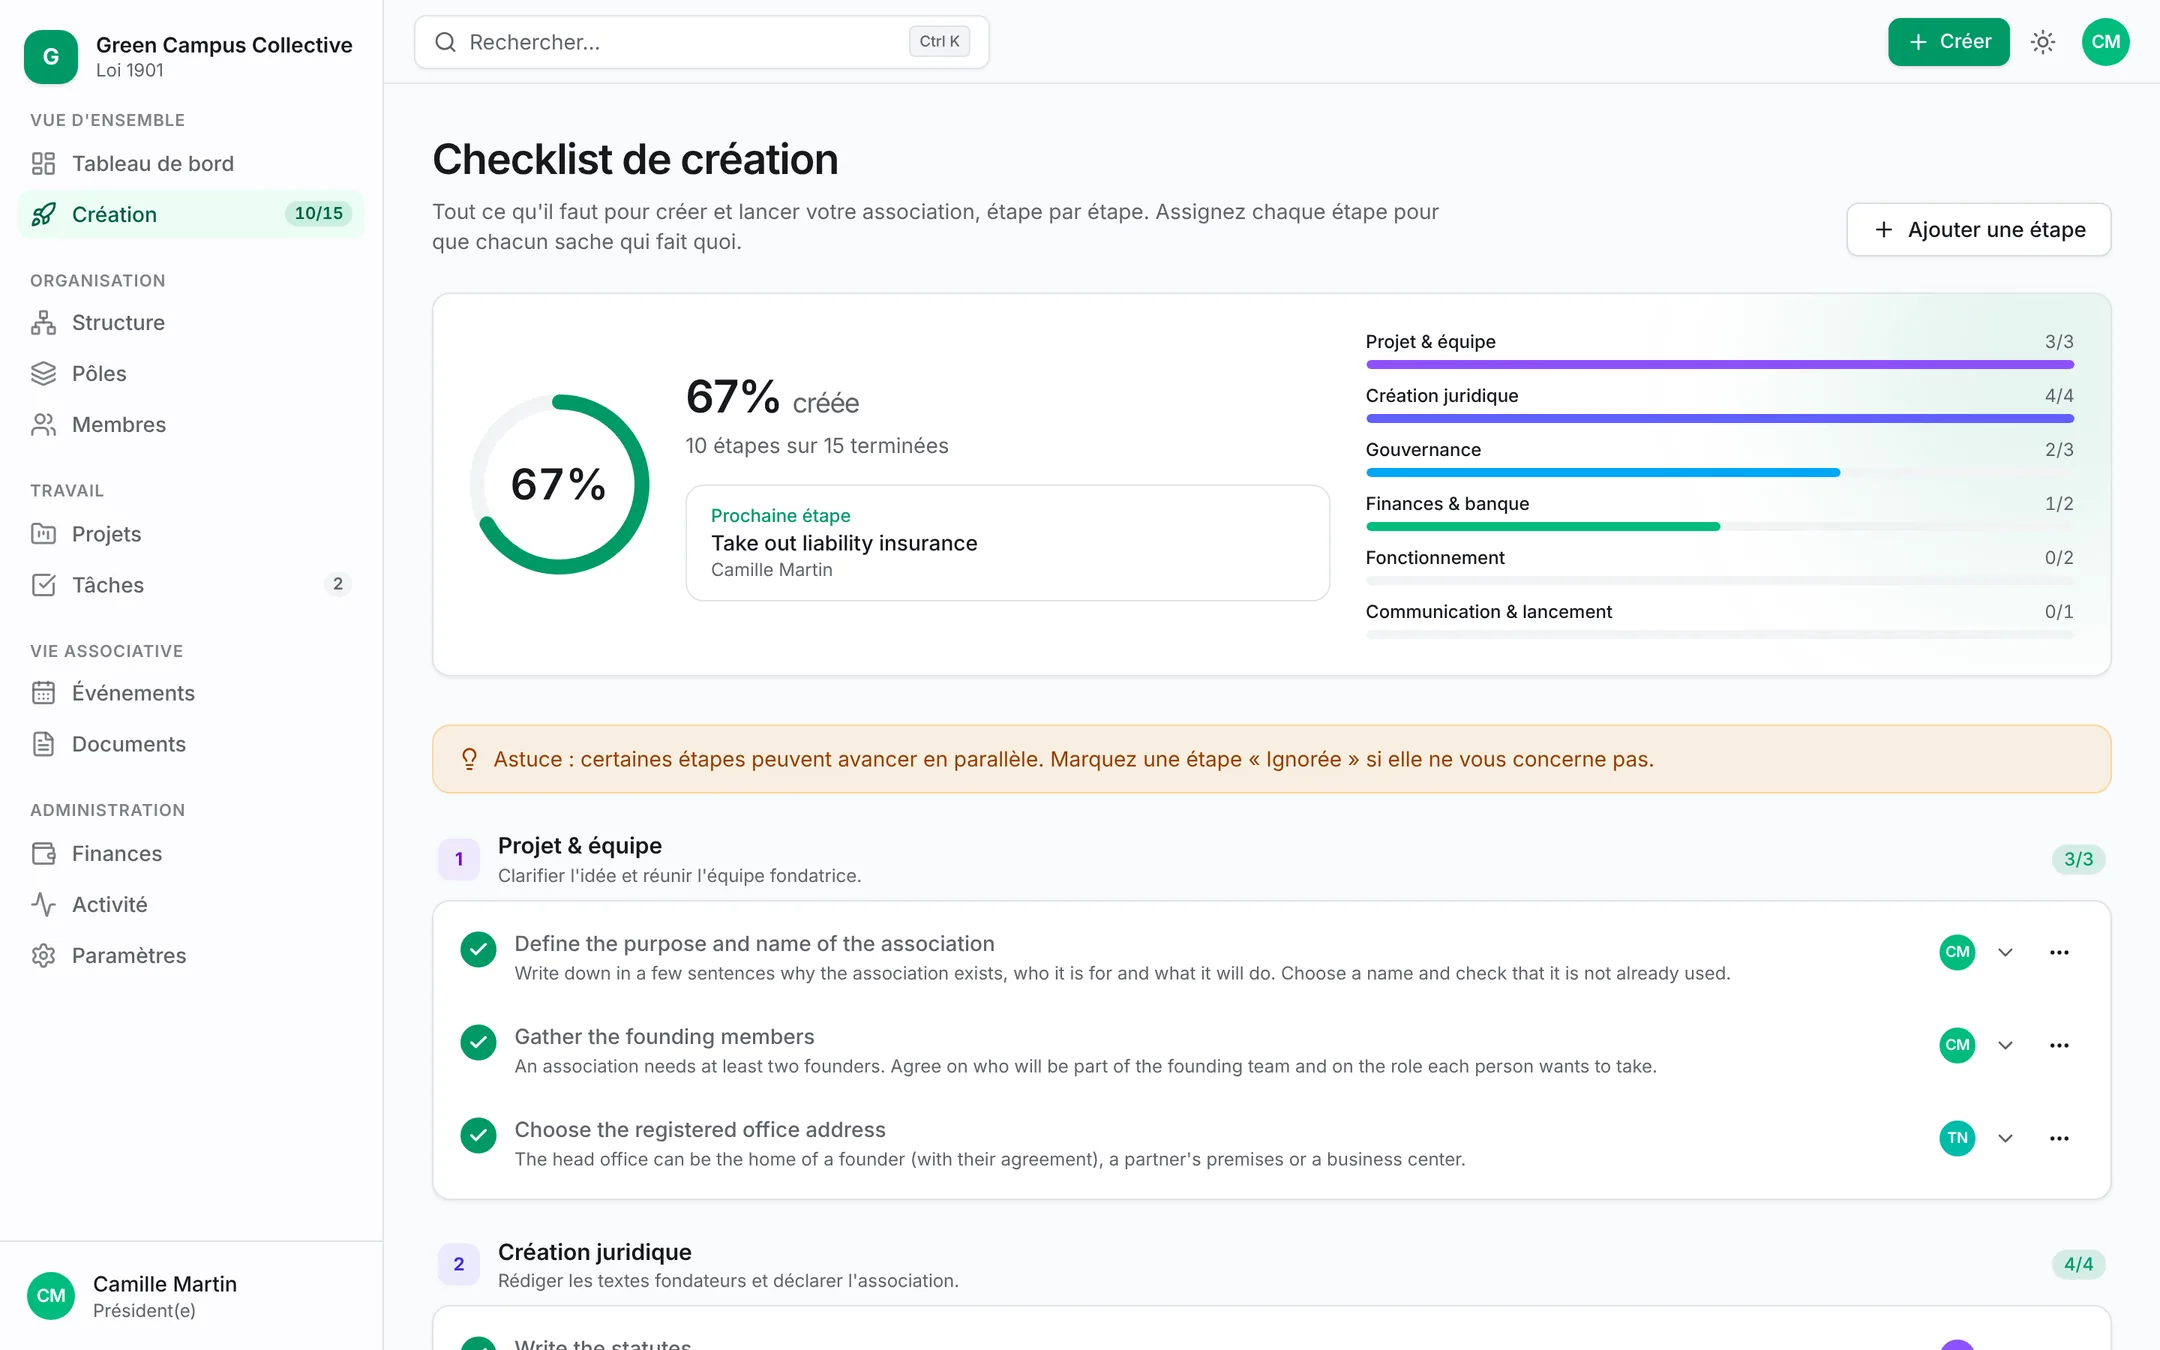 G
Green Campus Collective
Loi 1901
VUE D'ENSEMBLE
Tableau de bord
Création
10/15
ORGANISATION
Structure
Pôles
Membres
TRAVAIL
Projets
Tâches
2
VIE ASSOCIATIVE
Événements
Documents
ADMINISTRATION
Finances
Activité
Paramètres
CM
Camille Martin
Président(e)
Rechercher...
Ctrl K
Créer
CM
Checklist de création
Tout ce qu'il faut pour créer et lancer votre association, étape par étape. Assignez chaque étape pour
que chacun sache qui fait quoi.
Ajouter une étape
67%
67% créée
10 étapes sur 15 terminées
Prochaine étape
Take out liability insurance
Camille Martin
Projet & équipe 3/3
Création juridique 4/4
Gouvernance 2/3
Finances & banque 1/2
Fonctionnement 0/2
Communication & lancement 0/1
Astuce : certaines étapes peuvent avancer en parallèle. Marquez une étape « Ignorée » si elle ne vous concerne pas.
1
Projet & équipe
Clarifier l'idée et réunir l'équipe fondatrice.
3/3
Define the purpose and name of the association
Write down in a few sentences why the association exists, who it is for and what it will do. Choose a name and check that it is not already used.
CM
Gather the founding members
An association needs at least two founders. Agree on who will be part of the founding team and on the role each person wants to take.
CM
Choose the registered office address
The head office can be the home of a founder (with their agreement), a partner's premises or a business center.
TN
2
Création juridique
Rédiger les textes fondateurs et déclarer l'association.
4/4
Write the statutes